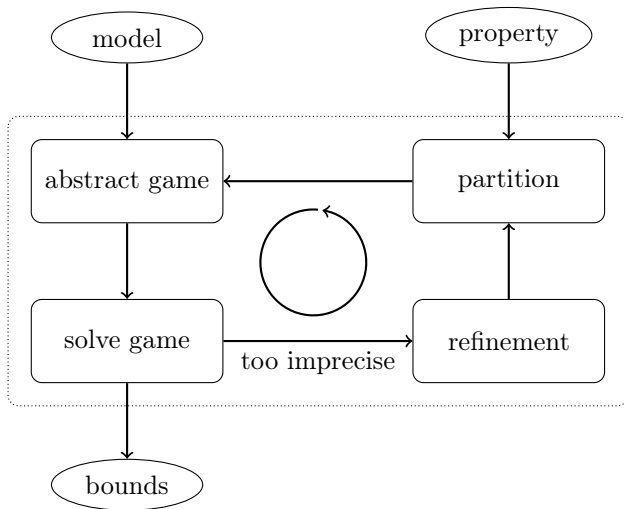 model
property
abstract game
partition
solve game
too imprecise
refinement
bounds